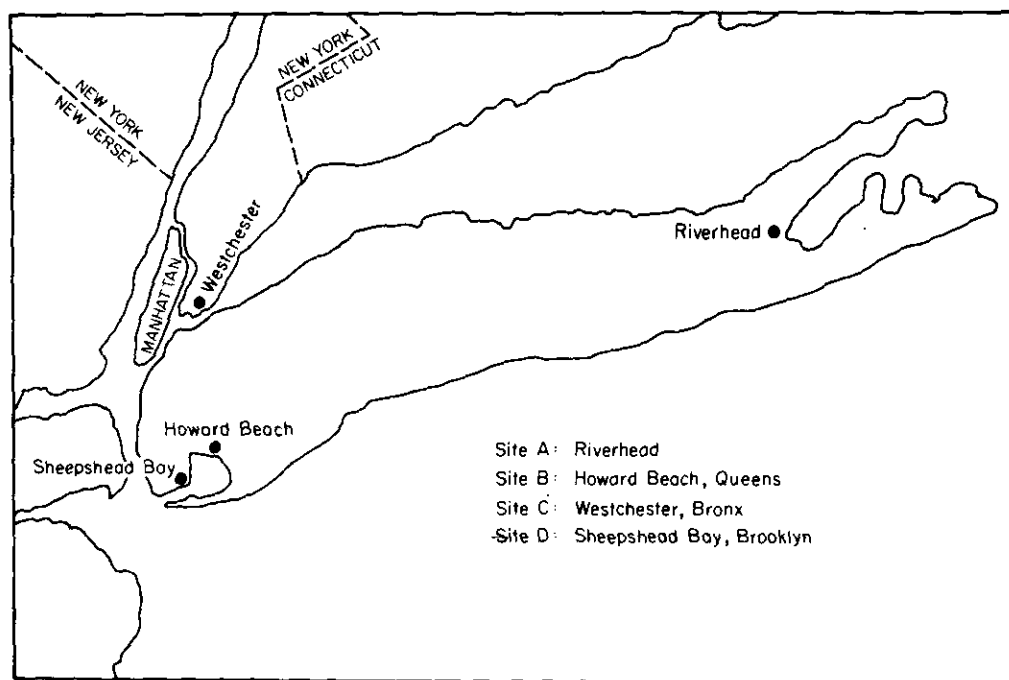 NEW YORK
NEW JERSEY
NEW YORK
CONNECTICUT
MANHATTAN
Westchester
Riverhead
Howard Beach
Sheepshead Bay
Site A: Riverhead
Site B: Howard Beach, Queens
Site C: Westchester, Bronx
Site D: Sheepshead Bay, Brooklyn